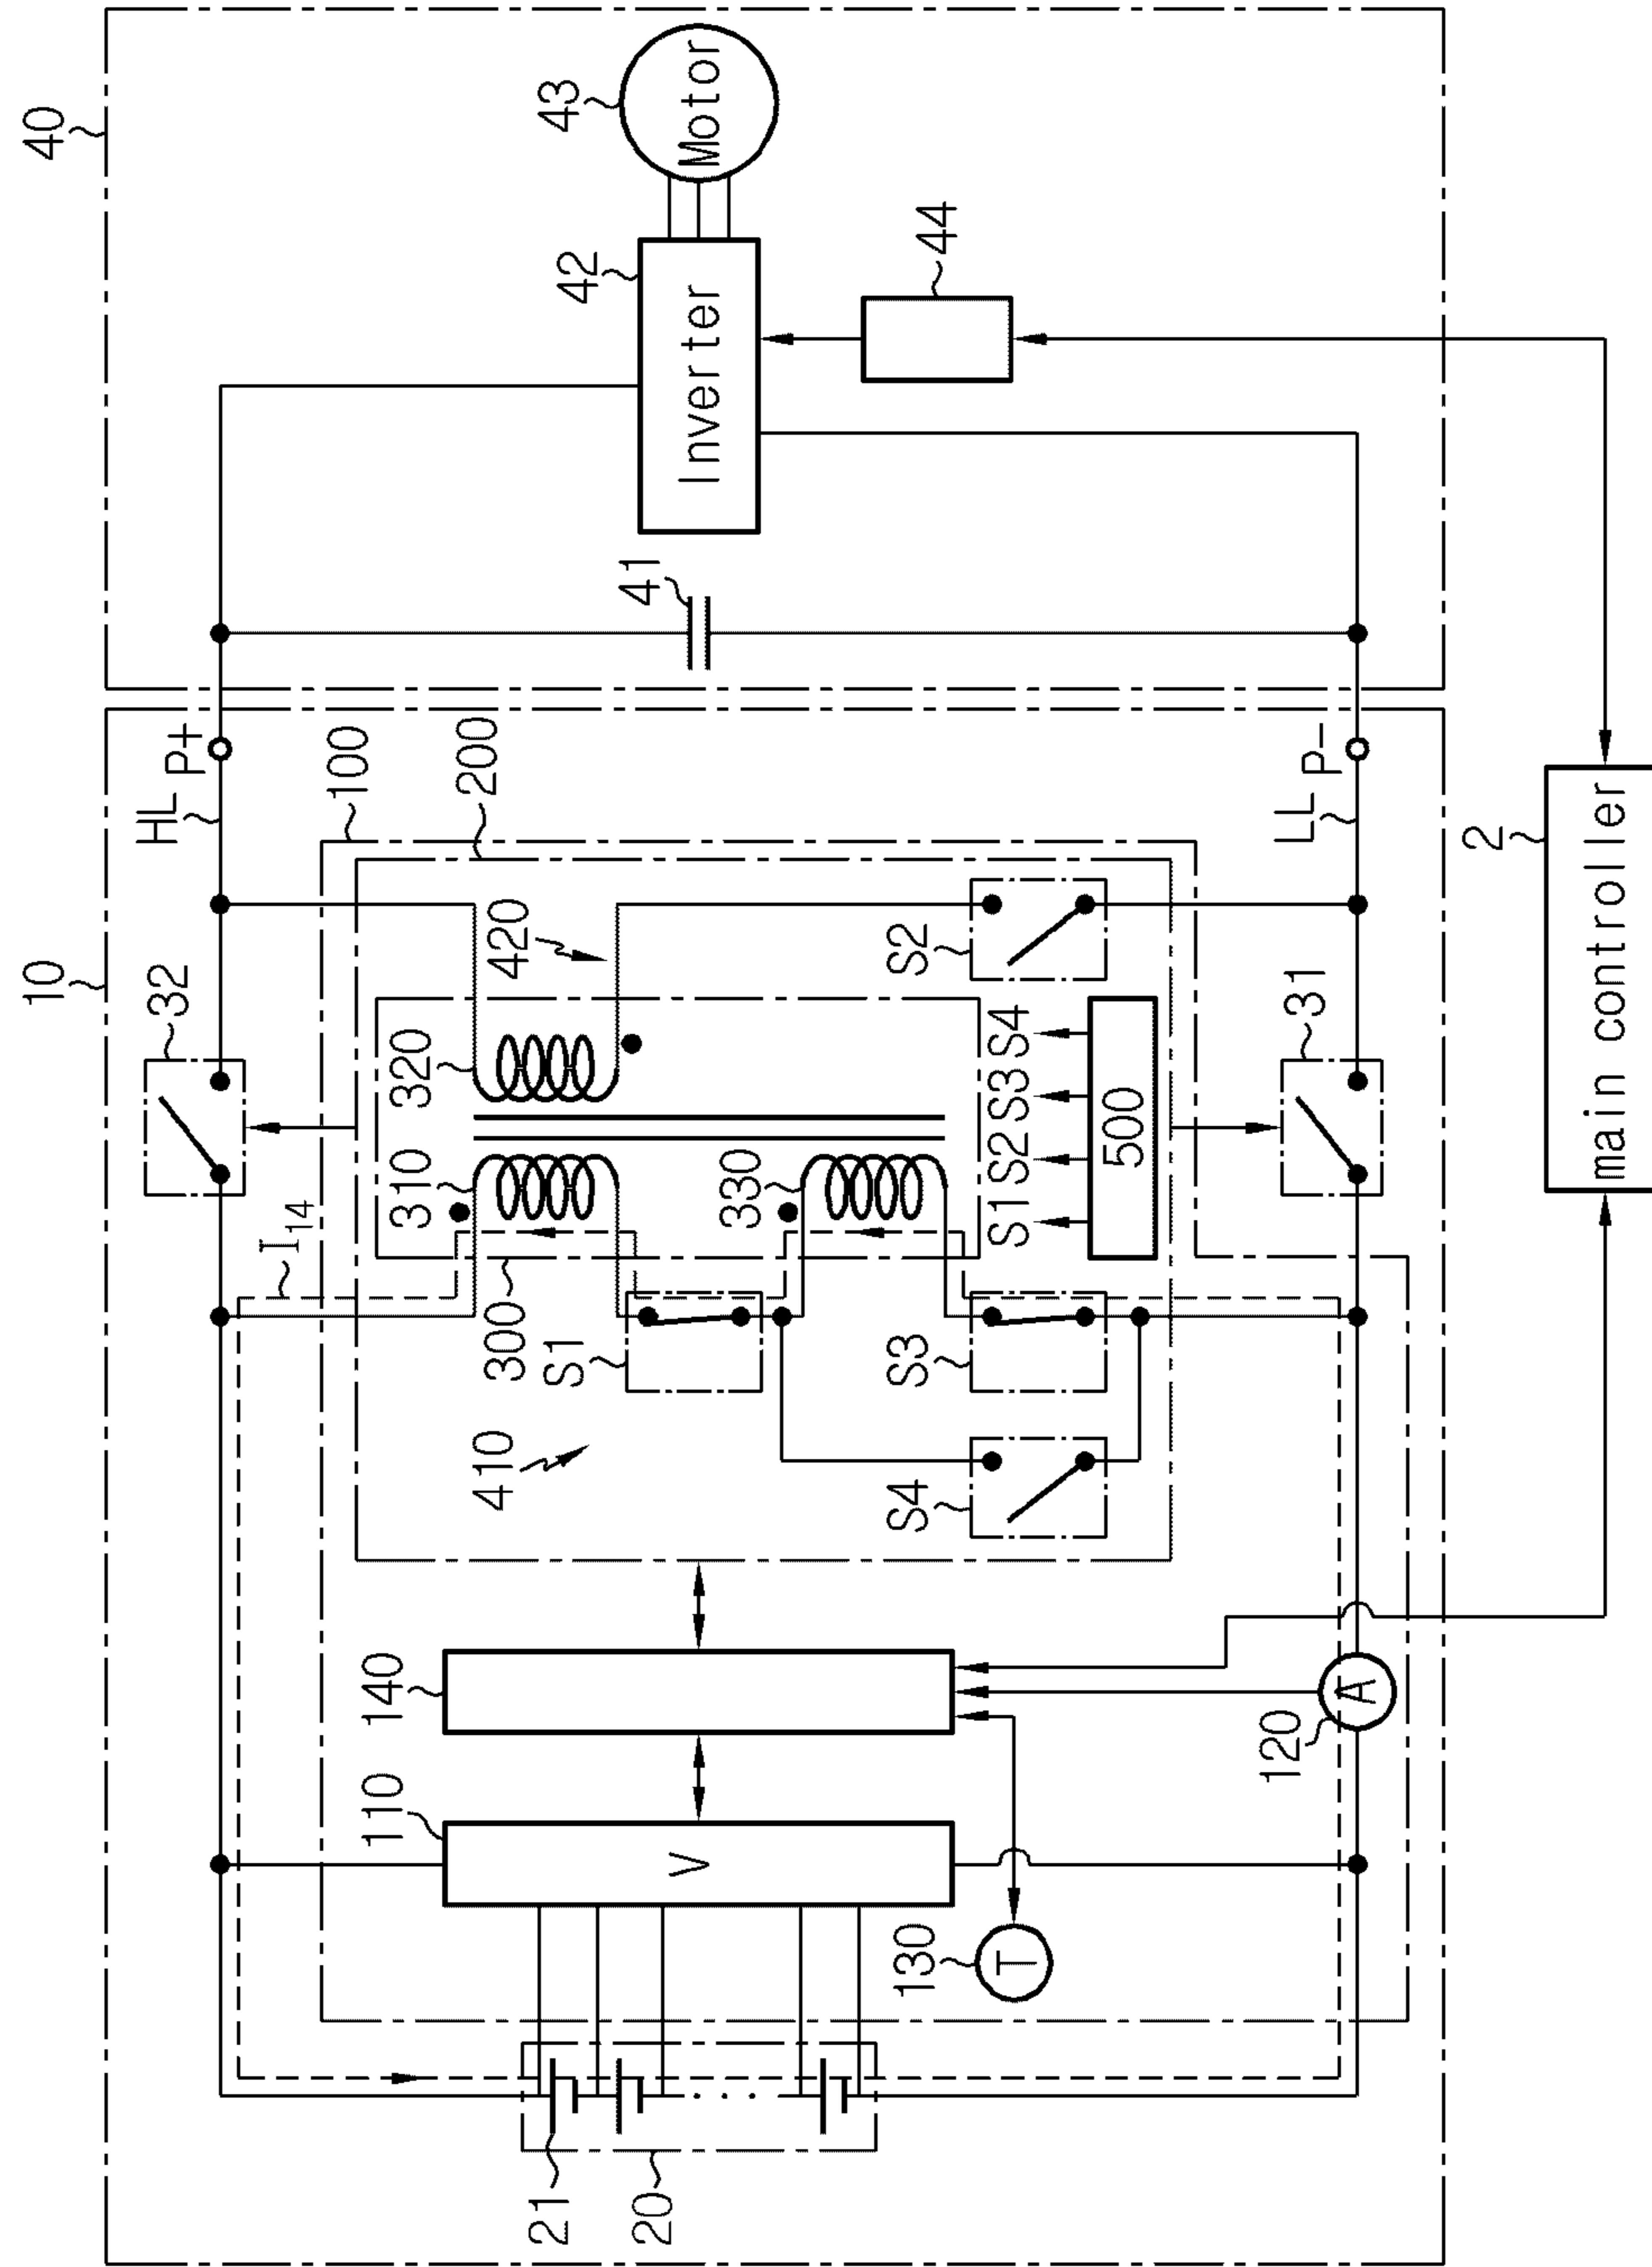 40
43
Motor
42
Inverter
44
41
10
HL
P+
100
200
LL
P−
2
main controller
32
420
S2
31
320
310
330
S1 S2 S3 S4
500
I14
300
S1
S3
410
S4
140
110
V
120
A
130
T
21
20